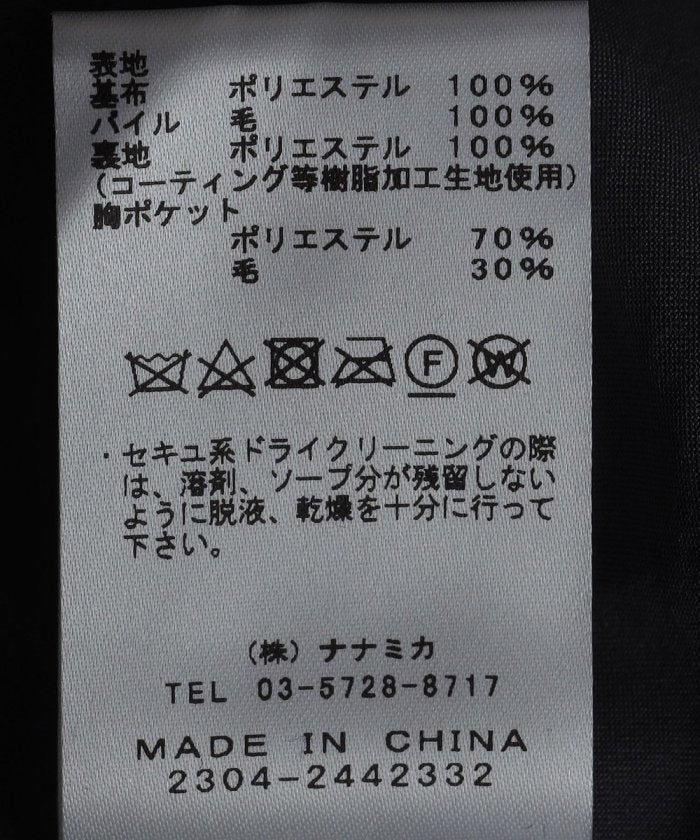 表地
基布 ポリエステル 100%
パイル 毛 100%
裏地 ポリエステル 100%
(コーティング等樹脂加工生地使用)
胸ポケット
ポリエステル 70%
毛 30%
F W
・セキユ系ドライクリーニングの際
は、溶剤、ソープ分が残留しない
ように脱液、乾燥を十分に行って
下さい。
(株) ナナミカ
TEL 03-5728-8717
MADE IN CHINA
2304-2442332